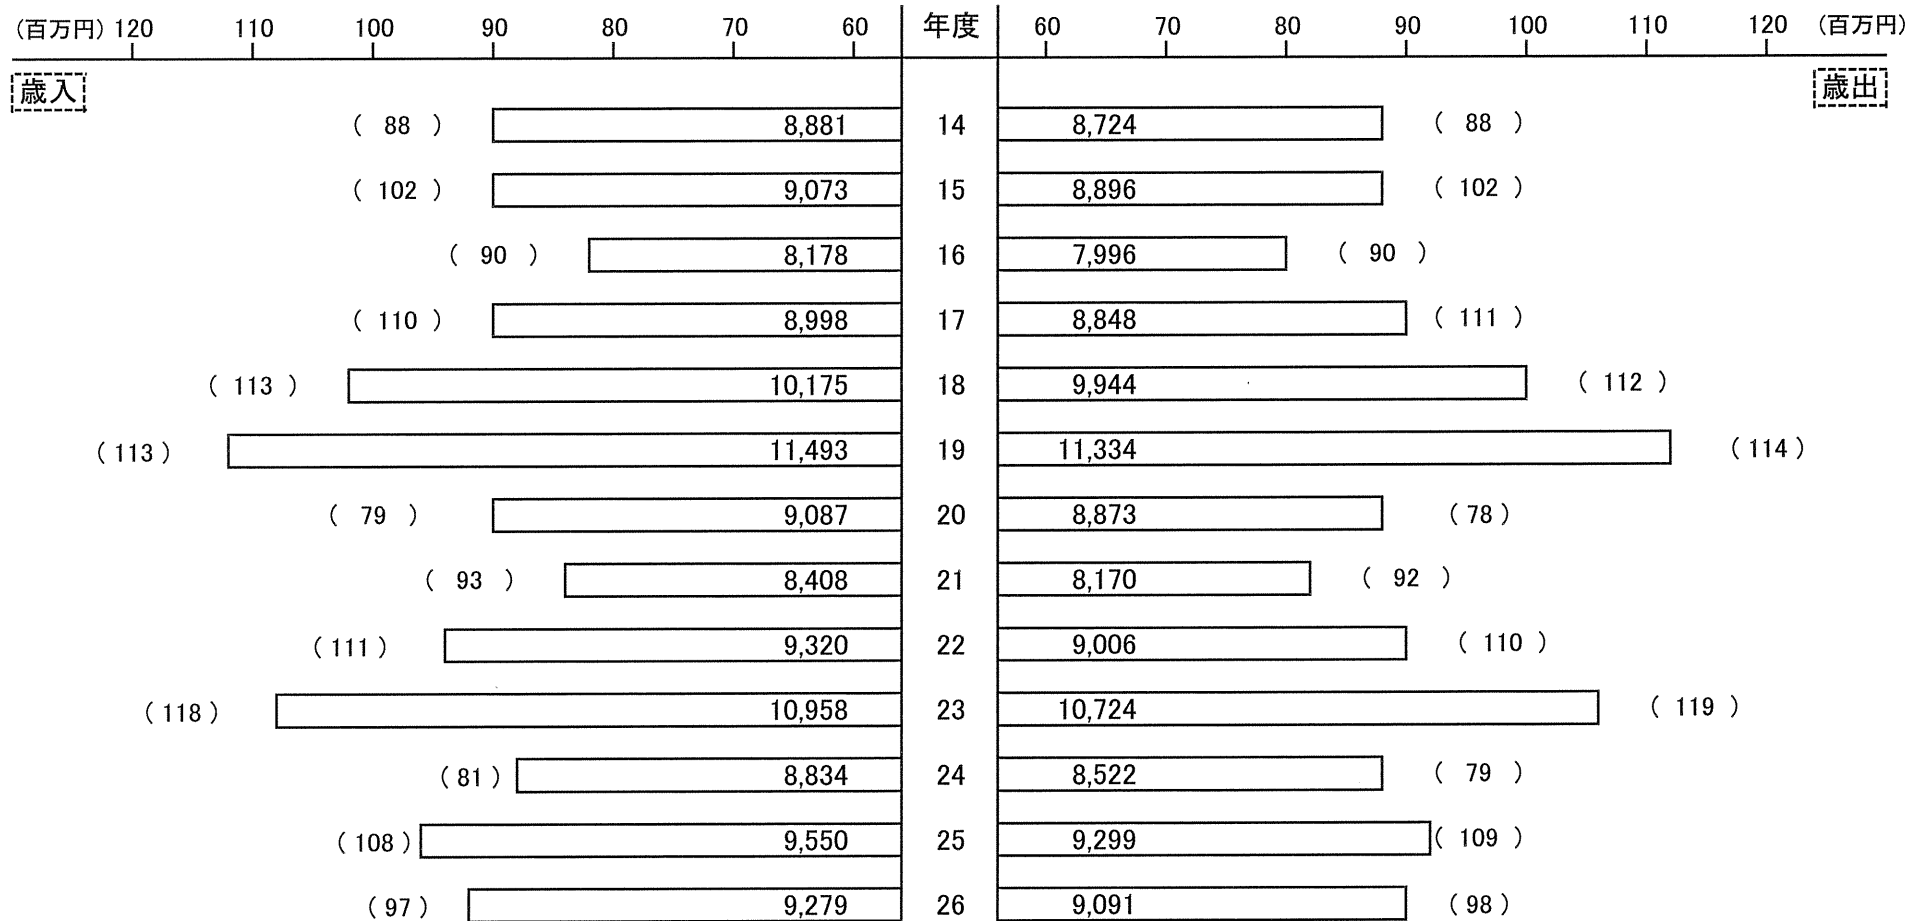 (百万円) 120 110 100 90 80 70 60 年度 60 70 80 90 100 110 120 (百万円)
歳入 歳出
( 88 ) 8,881 14 8,724 ( 88 )
( 102 ) 9,073 15 8,896 ( 102 )
( 90 ) 8,178 16 7,996 ( 90 )
( 110 ) 8,998 17 8,848 ( 111 )
( 113 ) 10,175 18 9,944 ( 112 )
( 113 ) 11,493 19 11,334 ( 114 )
( 79 ) 9,087 20 8,873 ( 78 )
( 93 ) 8,408 21 8,170 ( 92 )
( 111 ) 9,320 22 9,006 ( 110 )
( 118 ) 10,958 23 10,724 ( 119 )
( 81 ) 8,834 24 8,522 ( 79 )
( 108 ) 9,550 25 9,299 ( 109 )
( 97 ) 9,279 26 9,091 ( 98 )